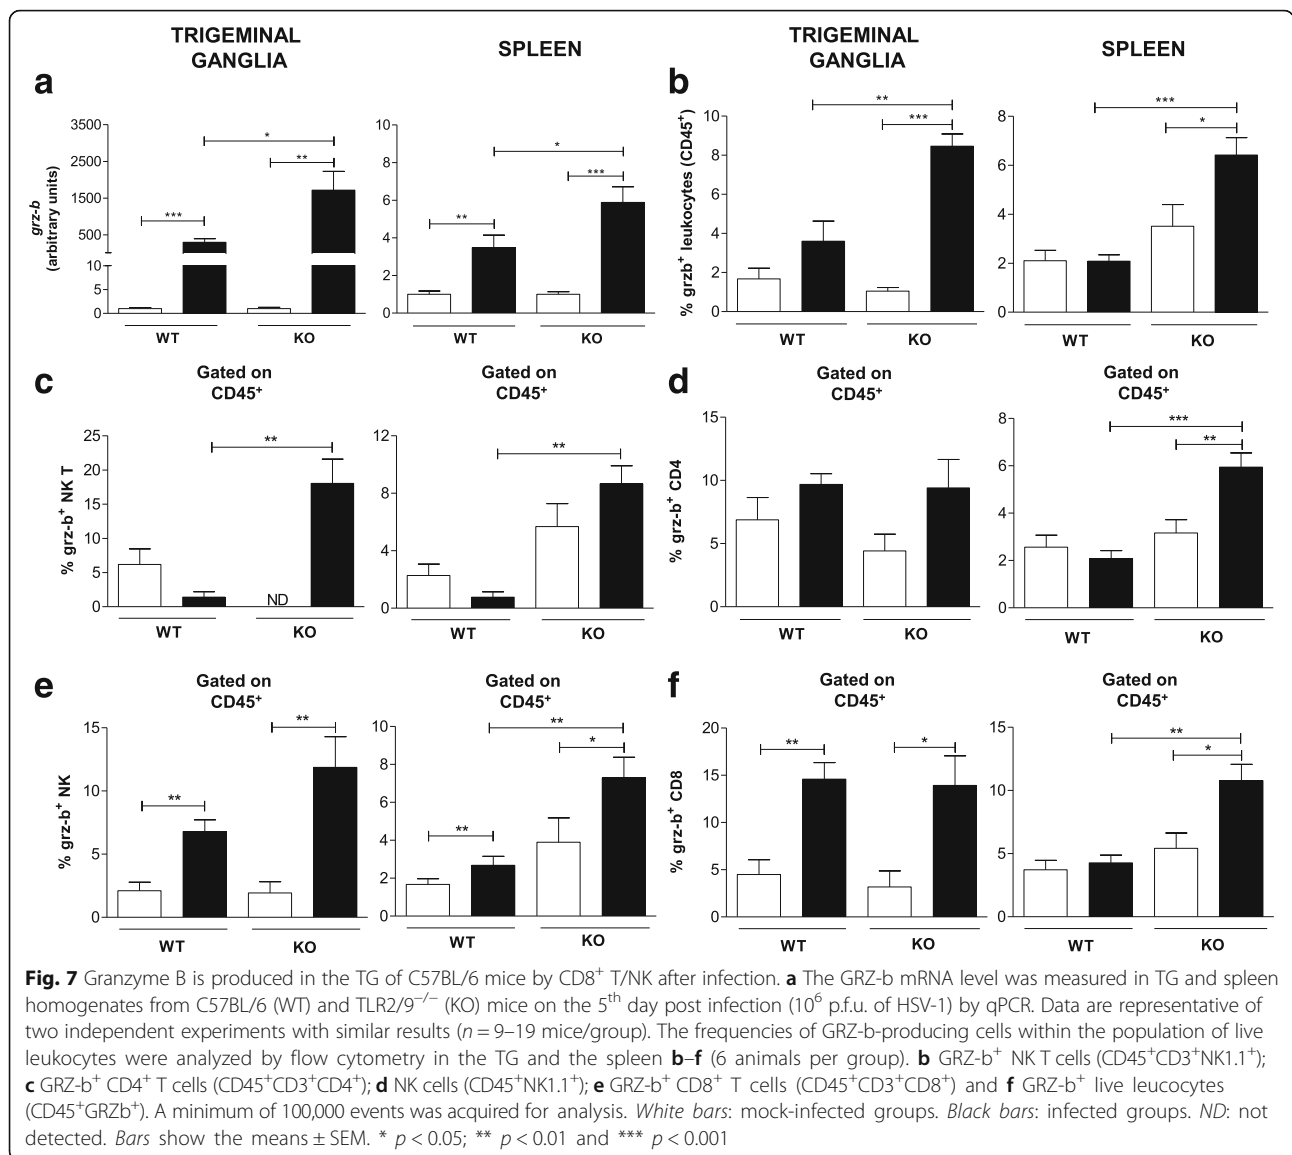 TRIGEMINAL
GANGLIA
SPLEEN
TRIGEMINAL
GANGLIA
SPLEEN
a
grz-b
(arbitrary units)
3500
2500
1500
500
10
5
0
*
**
***
WT
KO
10
8
6
4
2
0
*
***
**
WT
KO
b
% grzb+ leukocytes (CD45+)
10
8
6
4
2
0
**
***
WT
KO
8
6
4
2
0
***
*
WT
KO
c
Gated on
CD45+
% grz-b+ NK T
25
20
15
10
5
0
**
ND
WT
KO
Gated on
CD45+
12
8
4
0
**
WT
KO
d
Gated on
CD45+
% grz-b+ CD4
15
10
5
0
WT
KO
Gated on
CD45+
8
6
4
2
0
***
**
WT
KO
e
Gated on
CD45+
% grz-b+ NK
15
10
5
0
**
**
WT
KO
Gated on
CD45+
10
8
6
4
2
0
**
*
**
WT
KO
f
Gated on
CD45+
% grz-b+ CD8
20
15
10
5
0
**
*
WT
KO
Gated on
CD45+
15
10
5
0
**
*
WT
KO
Fig. 7 Granzyme B is produced in the TG of C57BL/6 mice by CD8+ T/NK after infection. a The GRZ-b mRNA level was measured in TG and spleen
homogenates from C57BL/6 (WT) and TLR2/9−/− (KO) mice on the 5th day post infection (10⁶ p.f.u. of HSV-1) by qPCR. Data are representative of
two independent experiments with similar results (n = 9–19 mice/group). The frequencies of GRZ-b-producing cells within the population of live
leukocytes were analyzed by flow cytometry in the TG and the spleen b–f (6 animals per group). b GRZ-b+ NK T cells (CD45+CD3+NK1.1+);
c GRZ-b+ CD4+ T cells (CD45+CD3+CD4+); d NK cells (CD45+NK1.1+); e GRZ-b+ CD8+ T cells (CD45+CD3+CD8+) and f GRZ-b+ live leucocytes
(CD45+GRZb+). A minimum of 100,000 events was acquired for analysis. White bars: mock-infected groups. Black bars: infected groups. ND: not
detected. Bars show the means ± SEM. * p < 0.05; ** p < 0.01 and *** p < 0.001